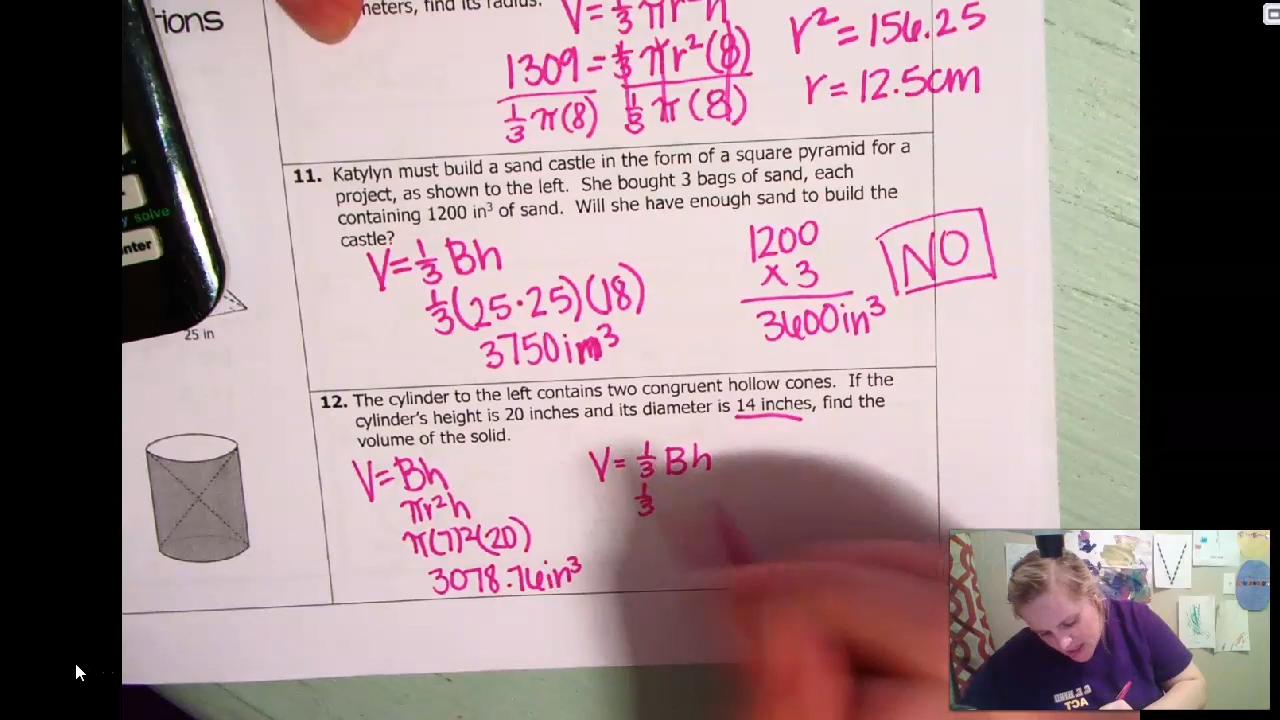 ions
meters, find its radius.
V = 1/3 πr²h
1309 = 1/3 πr²(8)
1/3 π(8) 1/3 π(8)
r² = 156.25
r = 12.5cm
solve
enter
11. Katylyn must build a sand castle in the form of a square pyramid for a
project, as shown to the left. She bought 3 bags of sand, each
containing 1200 in³ of sand. Will she have enough sand to build the
castle?
V = 1/3 Bh
1/3(25·25)(18)
3750in³
1200
x 3
3600in³
NO
25 in
12. The cylinder to the left contains two congruent hollow cones. If the
cylinder's height is 20 inches and its diameter is 14 inches, find the
volume of the solid.
V = Bh
πr²h
π(7)²(20)
3078.76in³
V = 1/3 Bh
1/3
ACT